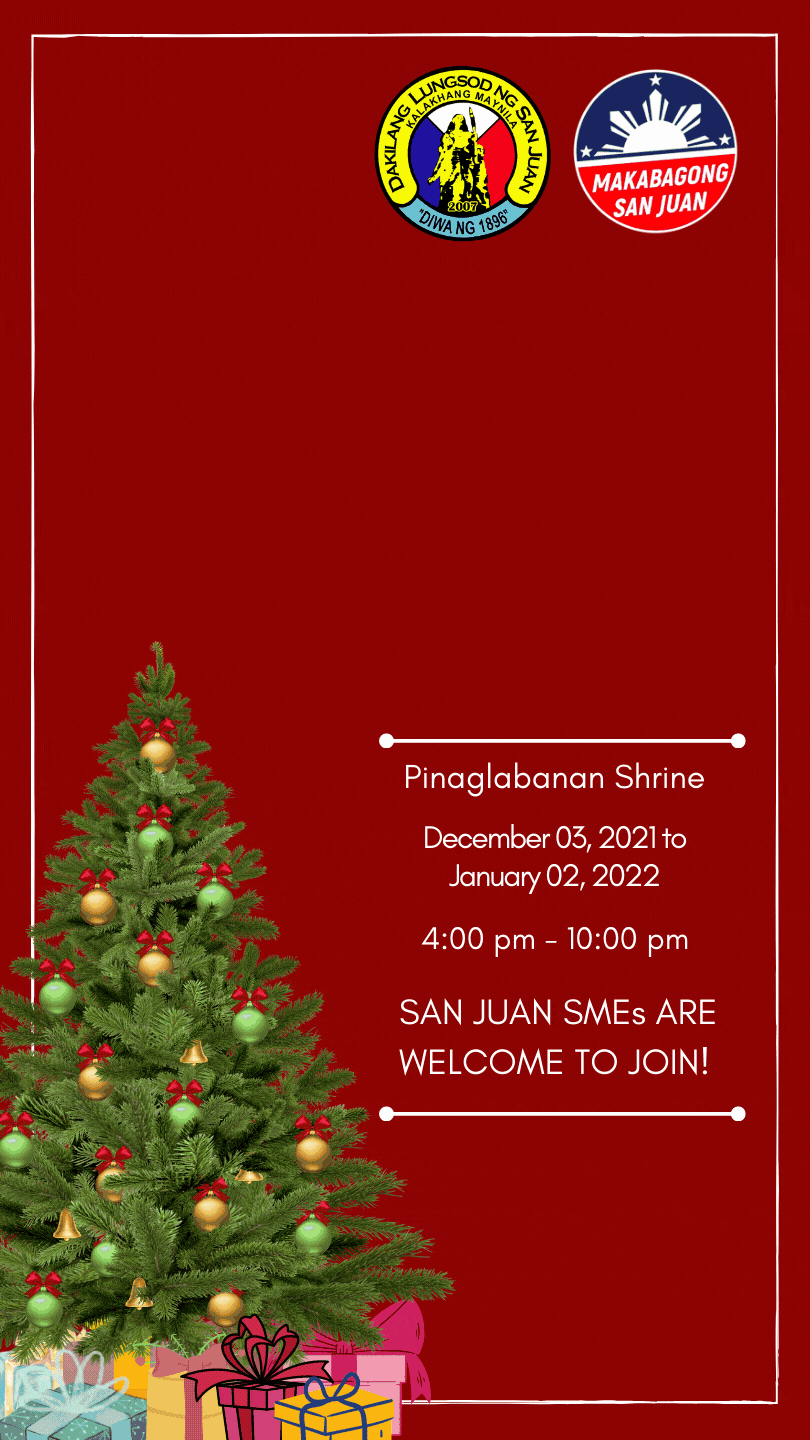 DAKILANG LUNGSOD NG SAN JUAN
KALAKHANG MAYNILA
2007
"DIWA NG 1896"
MAKABAGONG
SAN JUAN
Pinaglabanan Shrine
December 03, 2021 to
January 02, 2022
4:00 pm - 10:00 pm
SAN JUAN SMEs ARE
WELCOME TO JOIN!